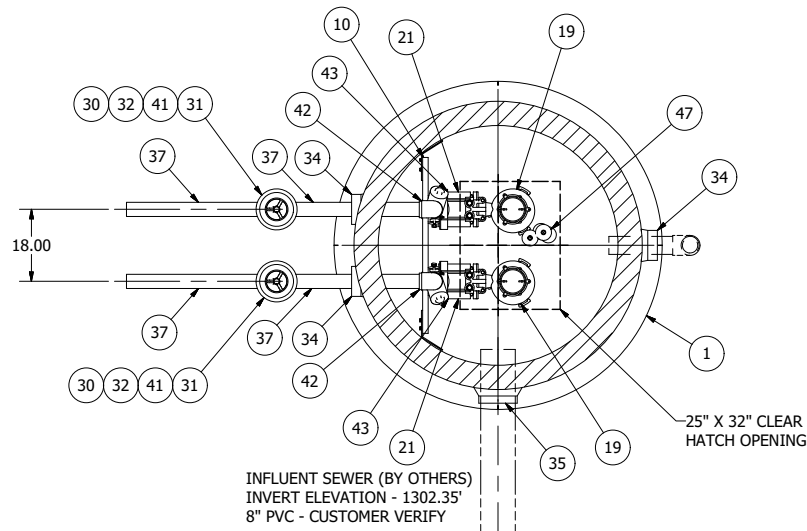 10
21
19
43
42
47
30 32 41 31
37
37
34
34
18.00
37
37
34
1
30 32 41 31
42
43
21
35
19
25" X 32" CLEAR
HATCH OPENING
INFLUENT SEWER (BY OTHERS)
INVERT ELEVATION - 1302.35'
8" PVC - CUSTOMER VERIFY